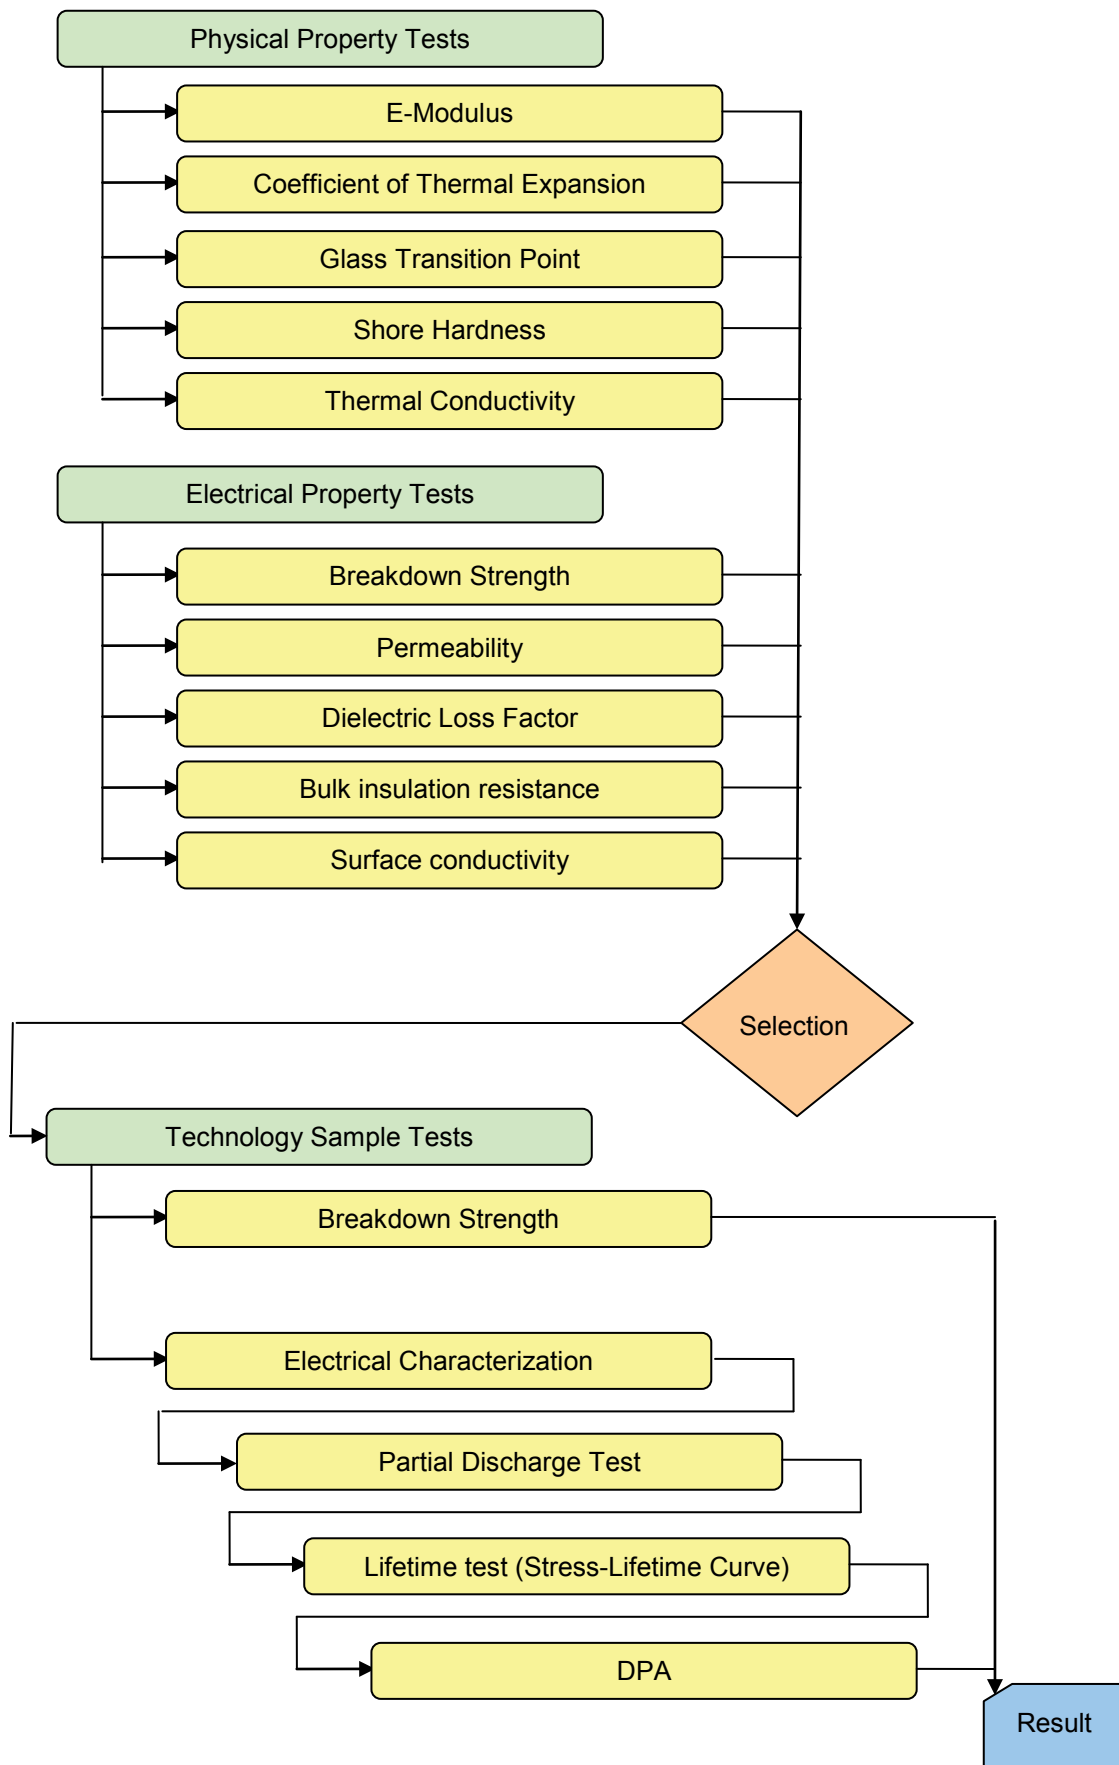 Physical Property Tests
E-Modulus
Coefficient of Thermal Expansion
Glass Transition Point
Shore Hardness
Thermal Conductivity
Electrical Property Tests
Breakdown Strength
Permeability
Dielectric Loss Factor
Bulk insulation resistance
Surface conductivity
Selection
Technology Sample Tests
Breakdown Strength
Electrical Characterization
Partial Discharge Test
Lifetime test (Stress-Lifetime Curve)
DPA
Result